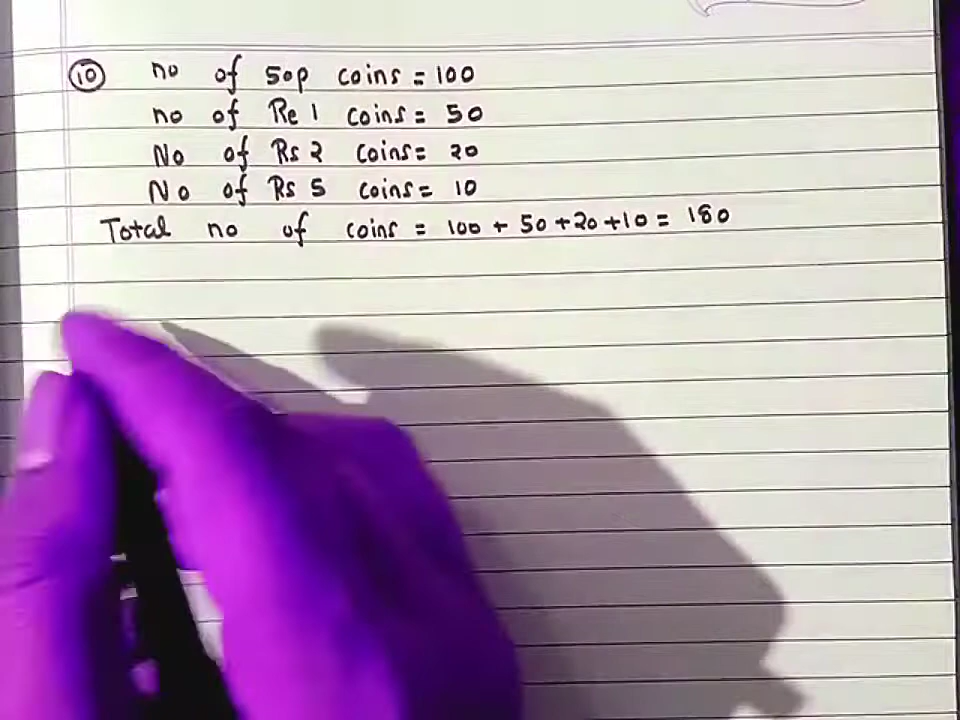 10 no of 50p coins = 100
no of Re 1 coins = 50
No of Rs 2 coins = 20
No of Rs 5 coins = 10
Total no of coins = 100 + 50 + 20 + 10 = 180